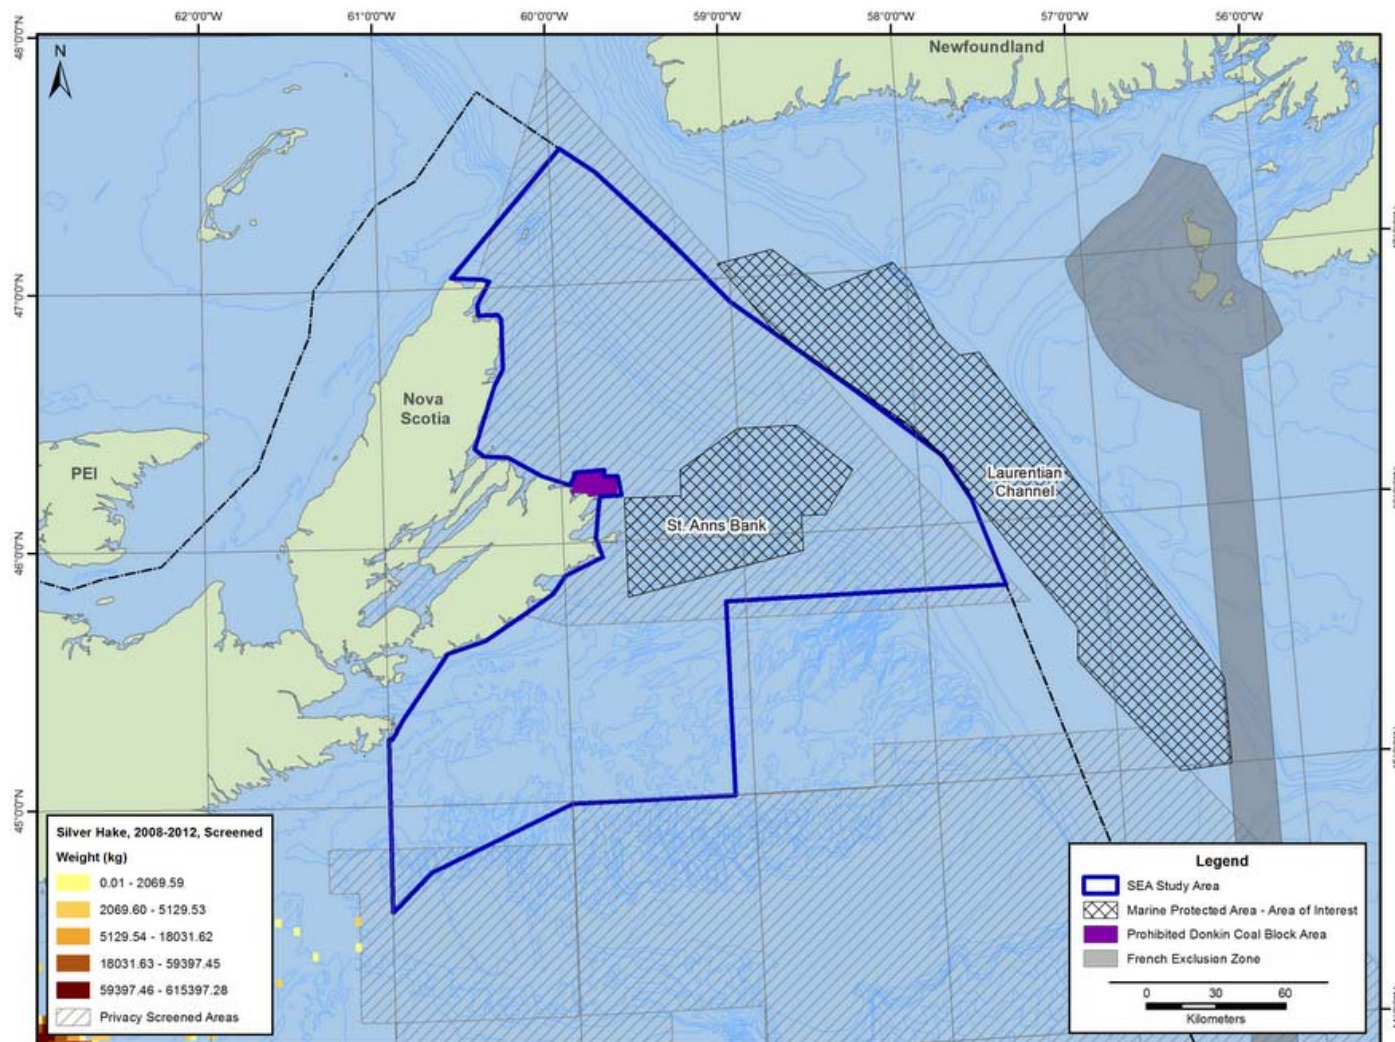 62°0'0"W
61°0'0"W
60°0'0"W
59°0'0"W
58°0'0"W
57°0'0"W
56°0'0"W
48°0'0"N
N
Newfoundland
47°0'0"N
Nova
Scotia
PEI
Laurentian
Channel
St. Anns Bank
46°0'0"N
45°0'0"N
Silver Hake, 2008-2012, Screened
Weight (kg)
0.01 - 2069.59
2069.60 - 5129.53
5129.54 - 18031.62
18031.63 - 59397.45
59397.46 - 615397.28
Privacy Screened Areas
Legend
SEA Study Area
Marine Protected Area - Area of Interest
Prohibited Donkin Coal Block Area
French Exclusion Zone
0 30 60
Kilometers